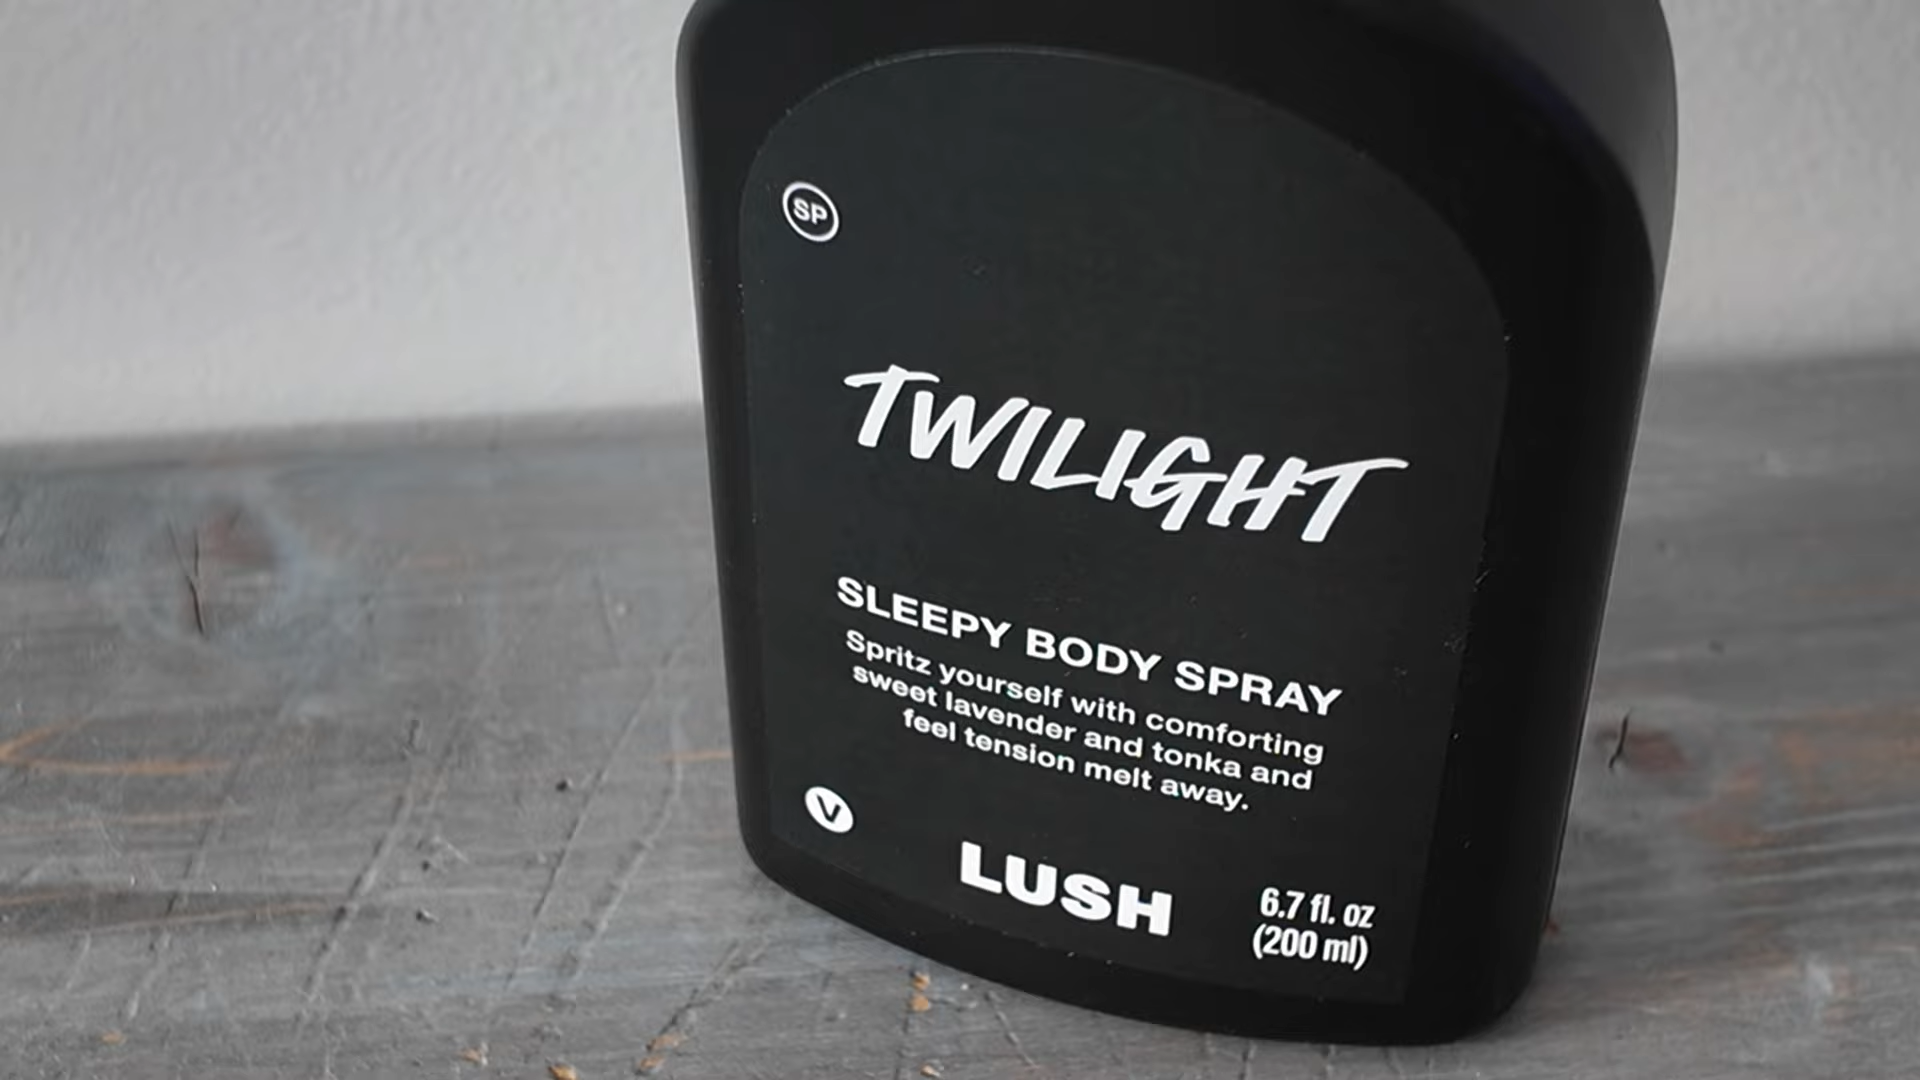 SP
TWILIGHT
SLEEPY BODY SPRAY
Spritz yourself with comforting
sweet lavender and tonka and
feel tension melt away.
V
LUSH
6.7 fl. oz
(200 ml)